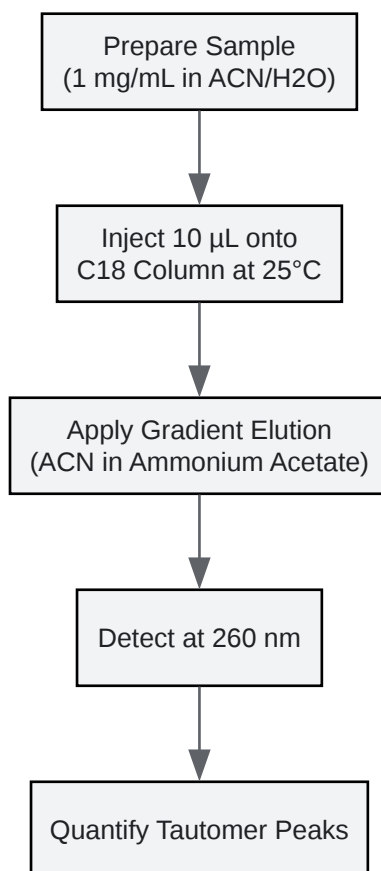 Prepare Sample
(1 mg/mL in ACN/H2O)
Inject 10 µL onto
C18 Column at 25°C
Apply Gradient Elution
(ACN in Ammonium Acetate)
Detect at 260 nm
Quantify Tautomer Peaks